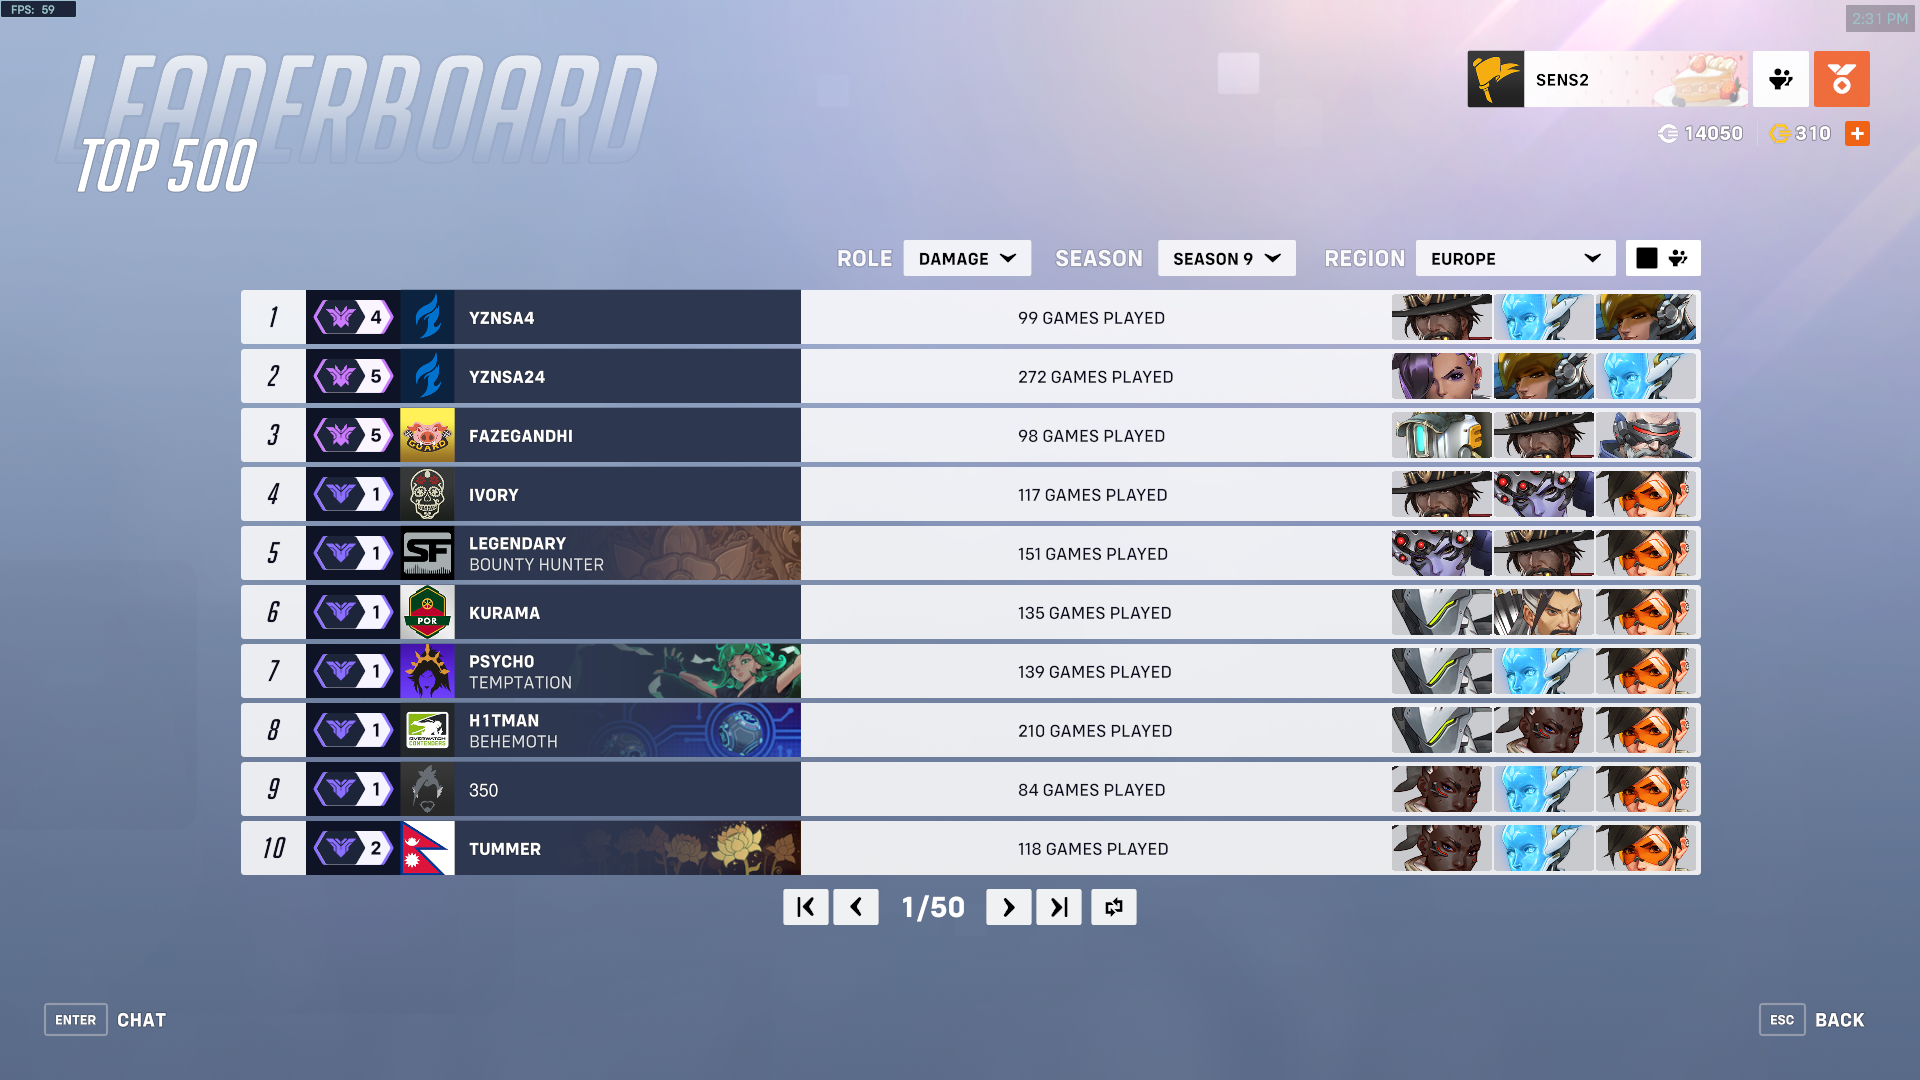 FPS: 59
2:31 PM
LEADERBOARD
TOP 500
SENS2
14050
310
ROLE DAMAGE SEASON SEASON 9 REGION EUROPE
1 4 YZNSA4 99 GAMES PLAYED
2 5 YZNSA24 272 GAMES PLAYED
3 5 GUARD FAZEGANDHI 98 GAMES PLAYED
4 1 IVORY 117 GAMES PLAYED
5 1 SF LEGENDARY 151 GAMES PLAYED
BOUNTY HUNTER
6 1 POR KURAMA 135 GAMES PLAYED
7 1 PSYCHO 139 GAMES PLAYED
TEMPTATION
8 1 OVERWATCH CONTENDERS H1TMAN 210 GAMES PLAYED
BEHEMOTH
9 1 350 84 GAMES PLAYED
10 2 TUMMER 118 GAMES PLAYED
1/50
ENTER CHAT
ESC BACK